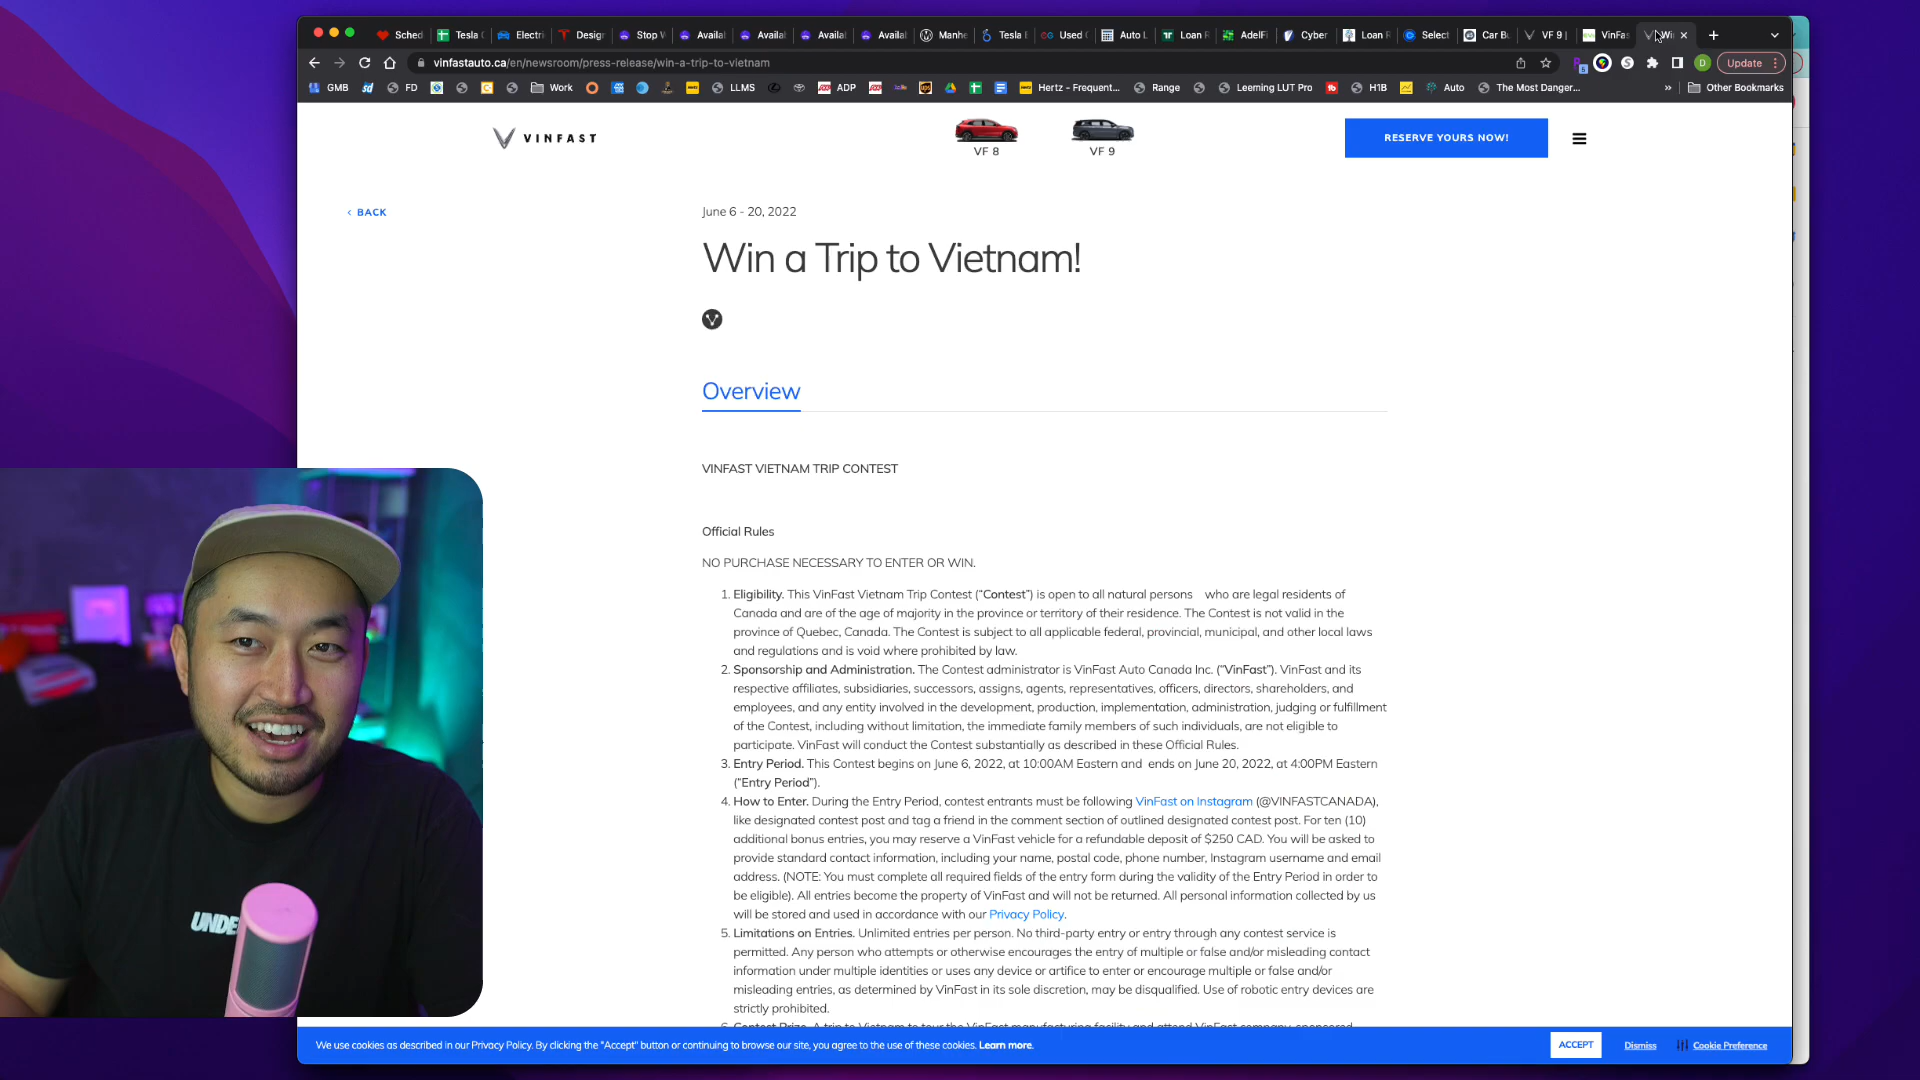 Sched
Tesla
Electri
Design
Stop
Availal
Availal
Availal
Availal
Manhe
Tesla
Used
Auto L
Loan
AdelFi
Cyber
Loan
Select
Car Bu
VF 9 |
VinFas
Wi
vinfastauto.ca/en/newsroom/press-release/win-a-trip-to-vietnam
Update
GMB
FD
Work
LLMS
ADP
Hertz - Frequent...
Range
Leeming LUT Pro
H1B
Auto
The Most Danger...
»
Other Bookmarks
VINFAST
VF 8
VF 9
RESERVE YOURS NOW!
‹ BACK
June 6 - 20, 2022
Win a Trip to Vietnam!
Overview
VINFAST VIETNAM TRIP CONTEST
Official Rules
NO PURCHASE NECESSARY TO ENTER OR WIN.
1. Eligibility. This VinFast Vietnam Trip Contest (“Contest”) is open to all natural persons who are legal residents of
Canada and are of the age of majority in the province or territory of their residence. The Contest is not valid in the
province of Quebec, Canada. The Contest is subject to all applicable federal, provincial, municipal, and other local laws
and regulations and is void where prohibited by law.
2. Sponsorship and Administration. The Contest administrator is VinFast Auto Canada Inc. (“VinFast”). VinFast and its
respective affiliates, subsidiaries, successors, assigns, agents, representatives, officers, directors, shareholders, and
employees, and any entity involved in the development, production, implementation, administration, judging or fulfillment
of the Contest, including without limitation, the immediate family members of such individuals, are not eligible to
participate. VinFast will conduct the Contest substantially as described in these Official Rules.
3. Entry Period. This Contest begins on June 6, 2022, at 10:00AM Eastern and ends on June 20, 2022, at 4:00PM Eastern
(“Entry Period”).
4. How to Enter. During the Entry Period, contest entrants must be following VinFast on Instagram (@VINFASTCANADA),
like designated contest post and tag a friend in the comment section of outlined designated contest post. For ten (10)
additional bonus entries, you may reserve a VinFast vehicle for a refundable deposit of $250 CAD. You will be asked to
provide standard contact information, including your name, postal code, phone number, Instagram username and email
address. (NOTE: You must complete all required fields of the entry form during the validity of the Entry Period in order to
be eligible). All entries become the property of VinFast and will not be returned. All personal information collected by us
will be stored and used in accordance with our Privacy Policy.
5. Limitations on Entries. Unlimited entries per person. No third-party entry or entry through any contest service is
permitted. Any person who attempts or otherwise encourages the entry of multiple or false and/or misleading contact
information under multiple identities or uses any device or artifice to enter or encourage multiple or false and/or
misleading entries, as determined by VinFast in its sole discretion, may be disqualified. Use of robotic entry devices are
strictly prohibited.
6. Contest Prize. A trip to Vietnam to tour the VinFast manufacturing facility and attend VinFast company-sponsored
UNDE
We use cookies as described in our Privacy Policy. By clicking the "Accept" button or continuing to browse our site, you agree to the use of these cookies. Learn more.
ACCEPT
Dismiss
Cookie Preference